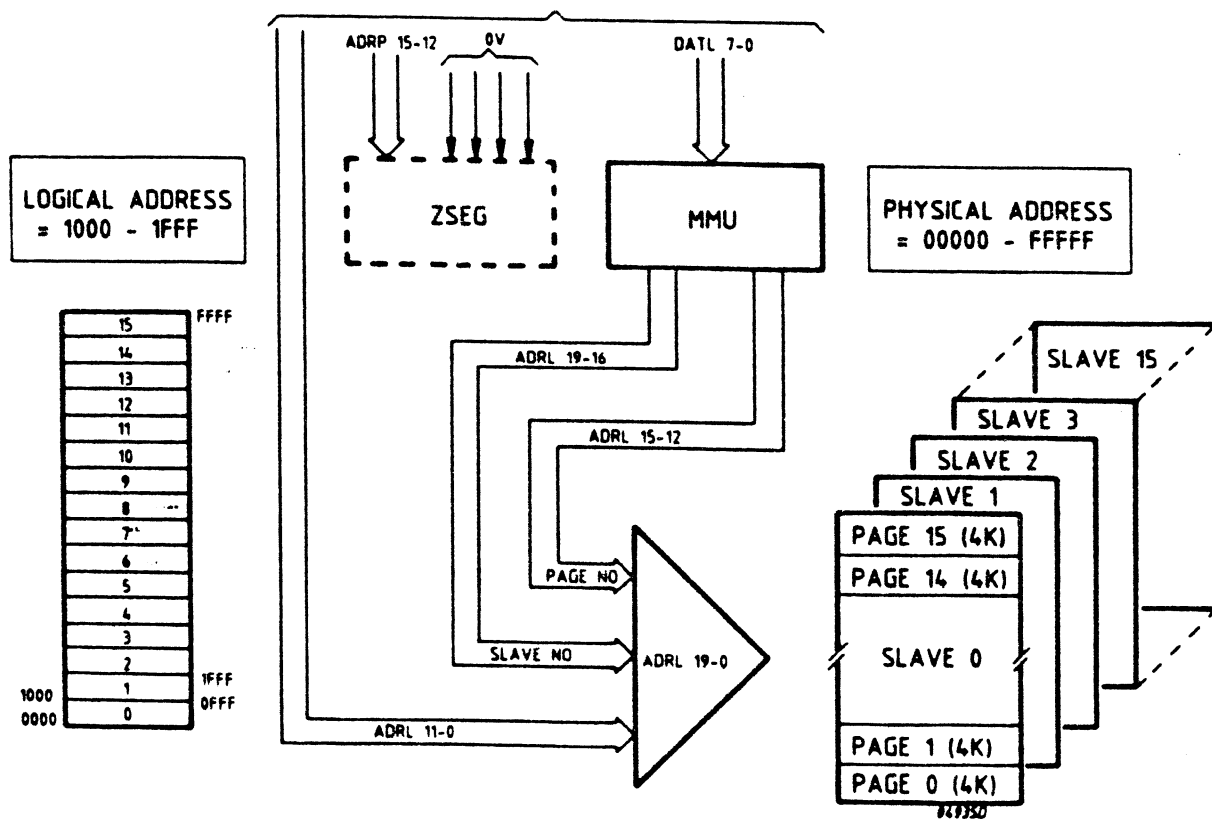 ADRP 15-12
0V
DATL 7-0
LOGICAL ADDRESS
= 1000 - 1FFF
ZSEG
MMU
PHYSICAL ADDRESS
= 00000 - FFFFF
15
FFFF
14
13
12
11
10
9
8
7
6
5
4
3
2
1FFF
1000
1
0FFF
0000
0
ADRL 19-16
ADRL 15-12
PAGE NO
SLAVE NO
ADRL 19-0
ADRL 11-0
SLAVE 15
SLAVE 3
SLAVE 2
SLAVE 1
PAGE 15 (4K)
PAGE 14 (4K)
SLAVE 0
PAGE 1 (4K)
PAGE 0 (4K)